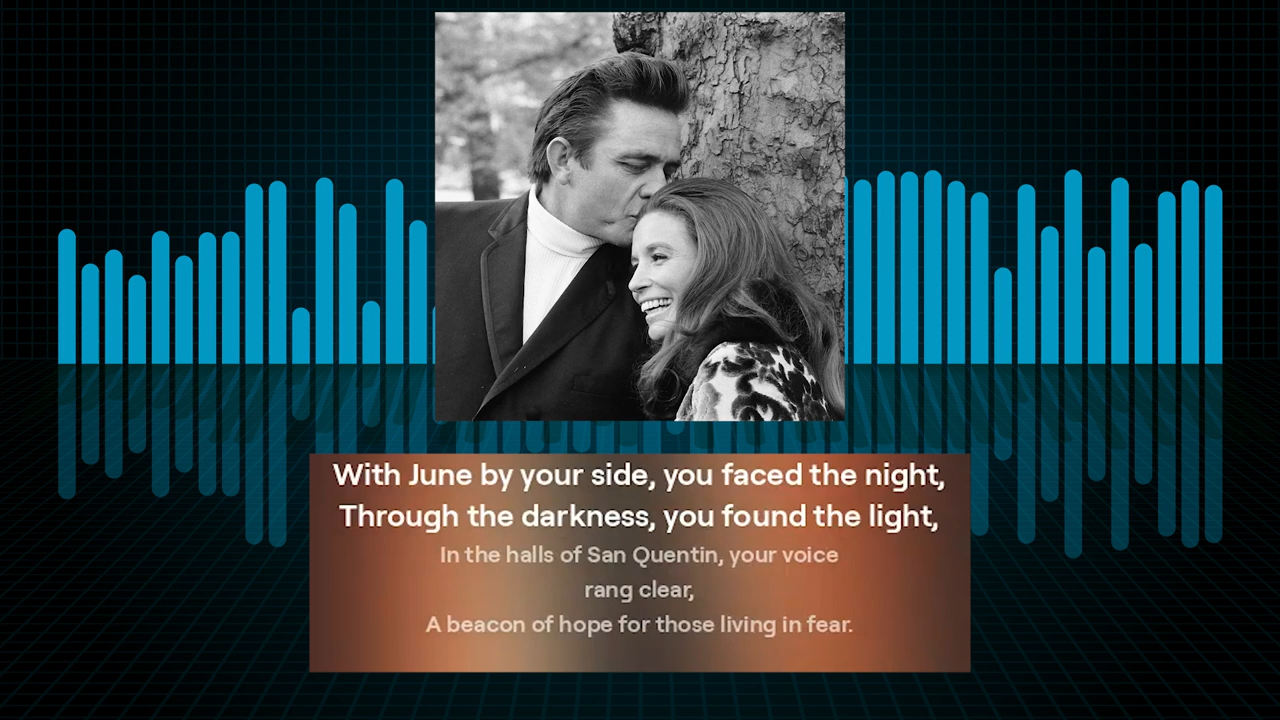 With June by your side, you faced the night,
Through the darkness, you found the light,
In the halls of San Quentin, your voice
rang clear,
A beacon of hope for those living in fear.